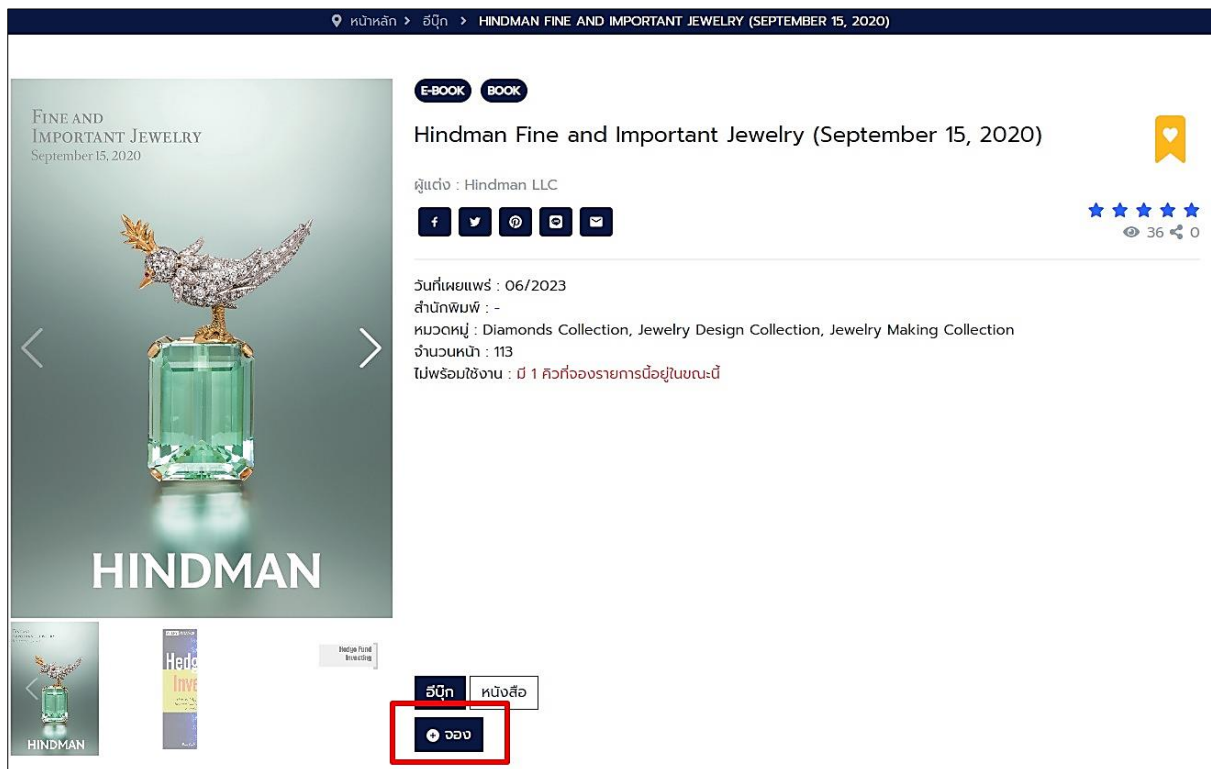 หน้าหลัก > อีบุ๊ก > HINDMAN FINE AND IMPORTANT JEWELRY (SEPTEMBER 15, 2020)
FINE AND
IMPORTANT JEWELRY
September 15, 2020
HINDMAN
E-BOOK BOOK
Hindman Fine and Important Jewelry (September 15, 2020)
ผู้แต่ง : Hindman LLC
36 0
วันที่เผยแพร่ : 06/2023
สำนักพิมพ์ : -
หมวดหมู่ : Diamonds Collection, Jewelry Design Collection, Jewelry Making Collection
จำนวนหน้า : 113
ไม่พร้อมใช้งาน : มี 1 คิวที่จองรายการนี้อยู่ในขณะนี้
HINDMAN
Hedge Fund
Investing
อีบุ๊ก หนังสือ
จอง